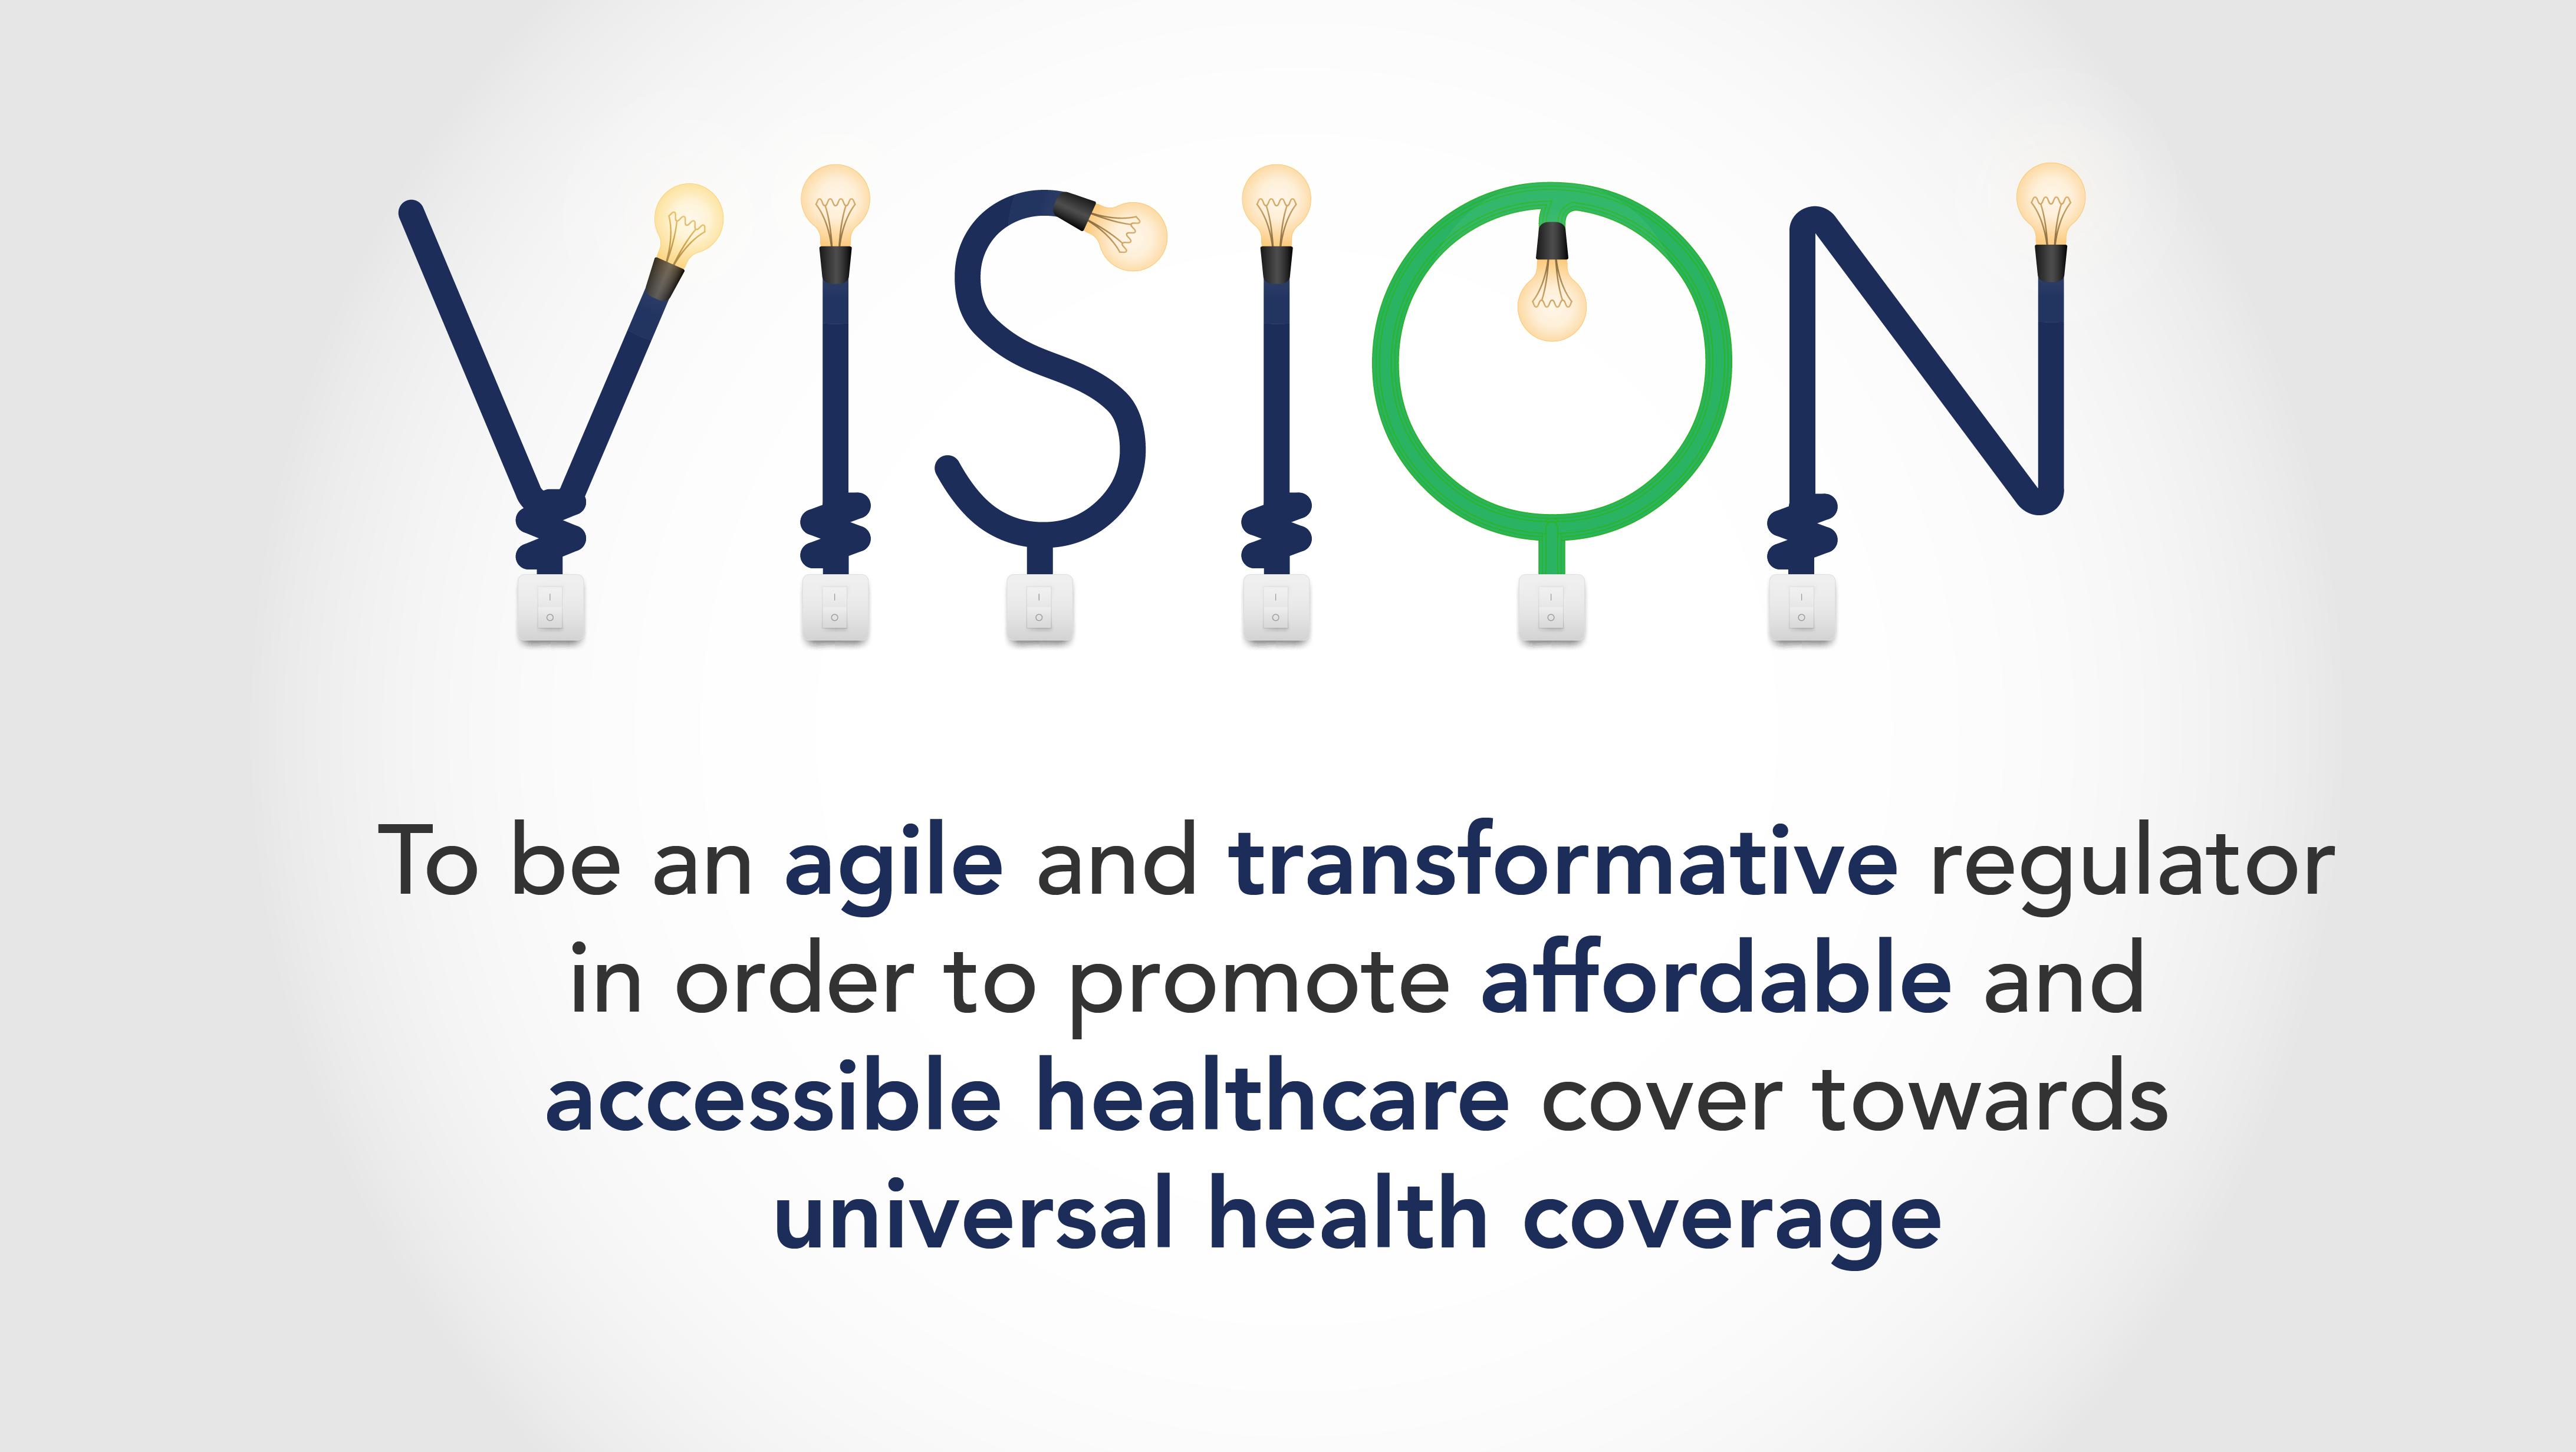 VISION
To be an agile and transformative regulator
in order to promote affordable and
accessible healthcare cover towards
universal health coverage